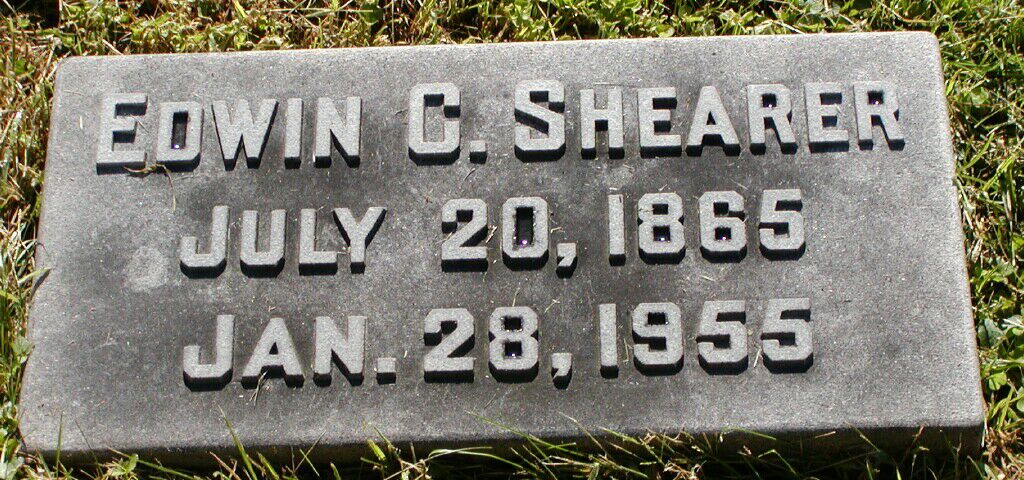 EDWIN C. SHEARER
JULY 20, 1865
JAN. 28, 1955